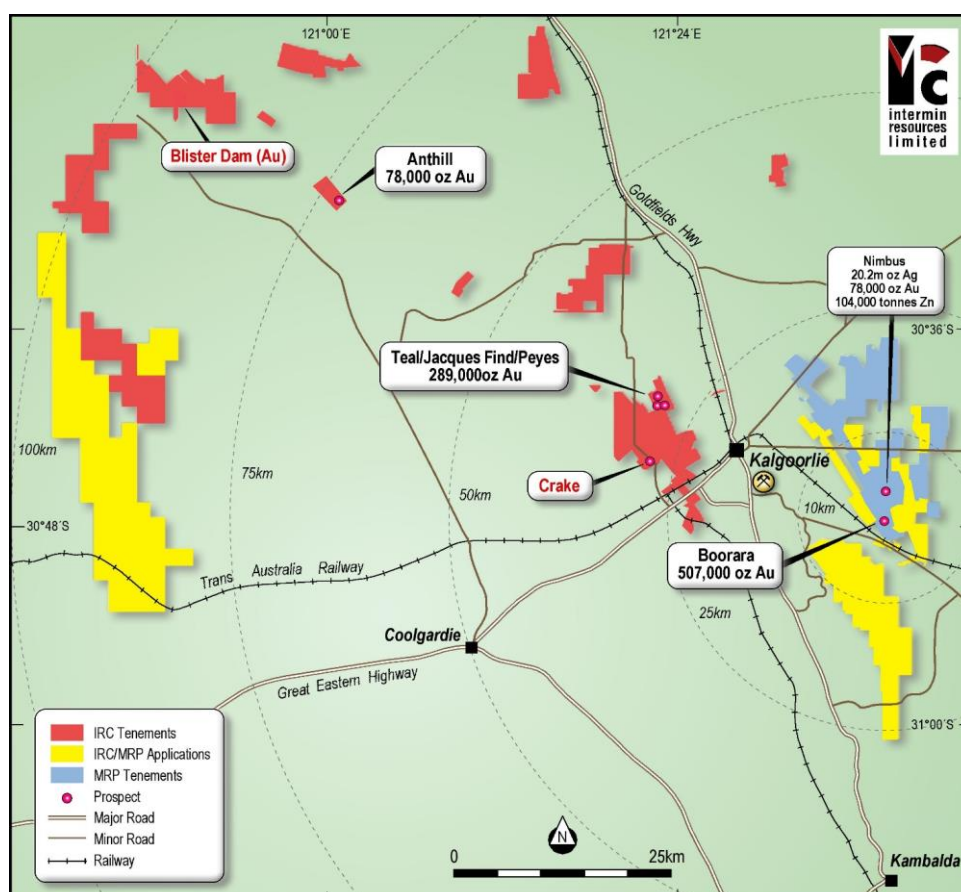 121°00´E
121°24´E
intermin
resources
limited
Blister Dam (Au)
Anthill
78,000 oz Au
Goldfields Hwy
Nimbus
20.2m oz Ag
78,000 oz Au
104,000 tonnes Zn
30°36´S
Teal/Jacques Find/Peyes
289,000oz Au
100km
75km
50km
Kalgoorlie
Crake
10km
30°48´S
Boorara
507,000 oz Au
Trans Australia Railway
25km
Coolgardie
Great Eastern Highway
31°00´S
IRC Tenements
IRC/MRP Applications
MRP Tenements
Prospect
Major Road
Minor Road
Railway
N
0 25km
Kambalda